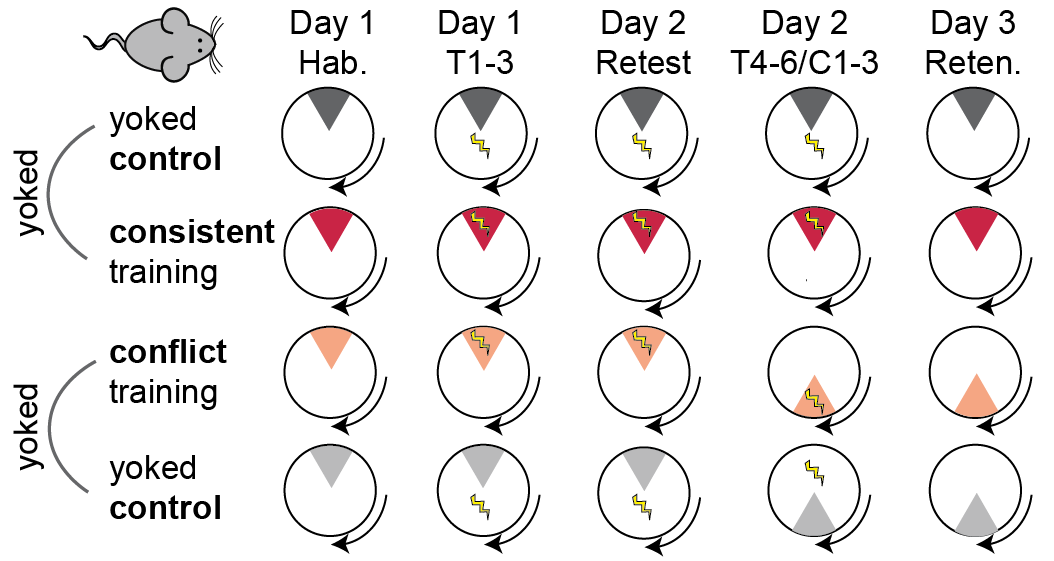 Day 1 Day 1 Day 2 Day 2 Day 3
Hab. T1-3 Retest T4-6/C1-3 Reten.
yoked
control
yoked
consistent
training
conflict
training
yoked
yoked
control